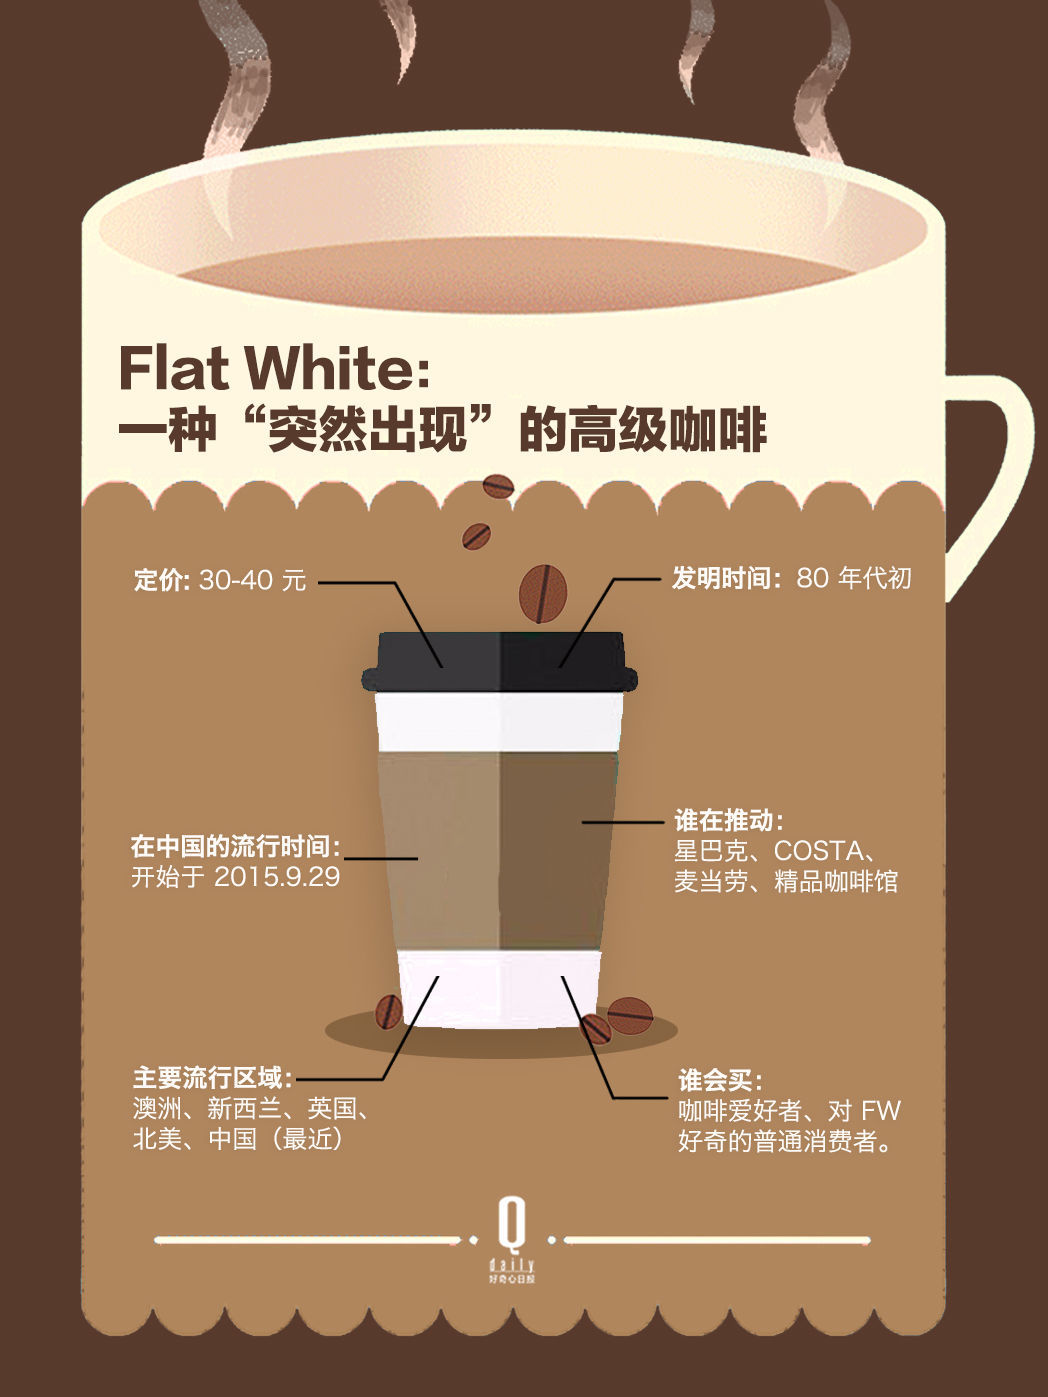 Flat White:
一种“突然出现”的高级咖啡
定价: 30-40 元
发明时间：80 年代初
在中国的流行时间：
开始于 2015.9.29
谁在推动：
星巴克、COSTA、
麦当劳、精品咖啡馆
主要流行区域：
澳洲、新西兰、英国、
北美、中国（最近）
谁会买：
咖啡爱好者、对 FW
好奇的普通消费者。
Q
daily
好奇心日报